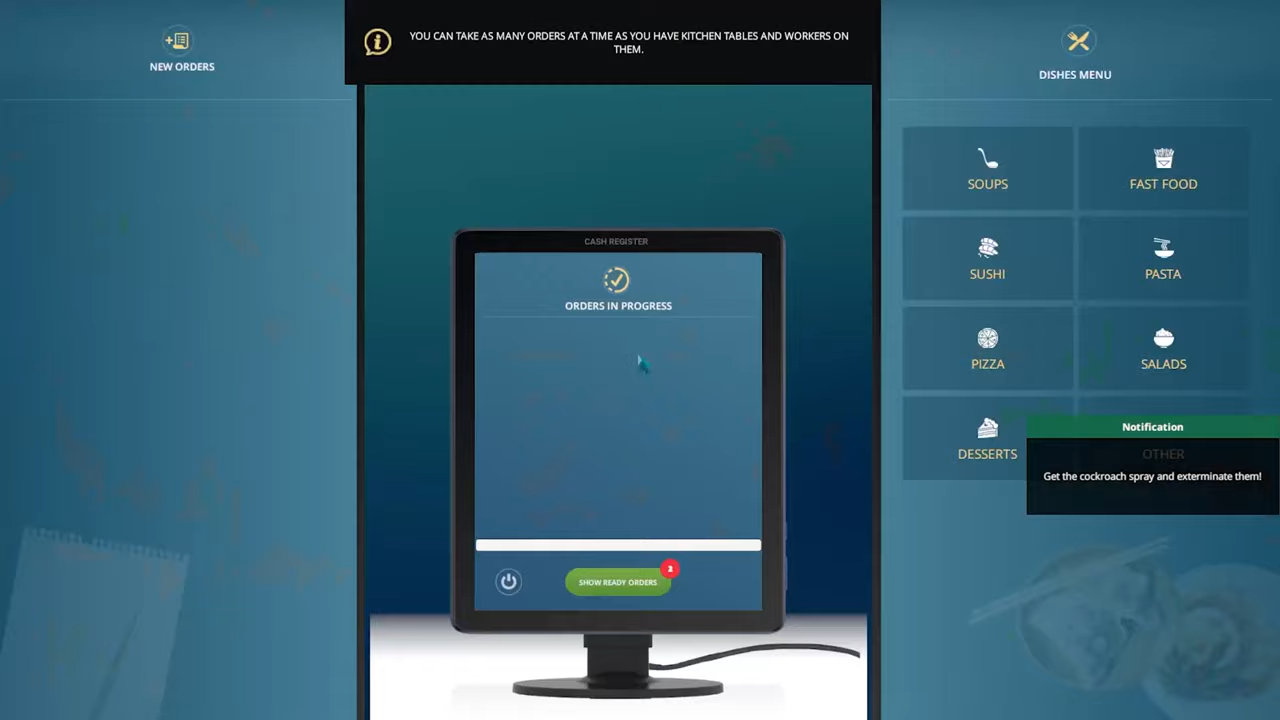 NEW ORDERS
YOU CAN TAKE AS MANY ORDERS AT A TIME AS YOU HAVE KITCHEN TABLES AND WORKERS ON
THEM.
CASH REGISTER
ORDERS IN PROGRESS
SHOW READY ORDERS
DISHES MENU
SOUPS
FAST FOOD
SUSHI
PASTA
PIZZA
SALADS
DESSERTS
OTHER
Notification
Get the cockroach spray and exterminate them!